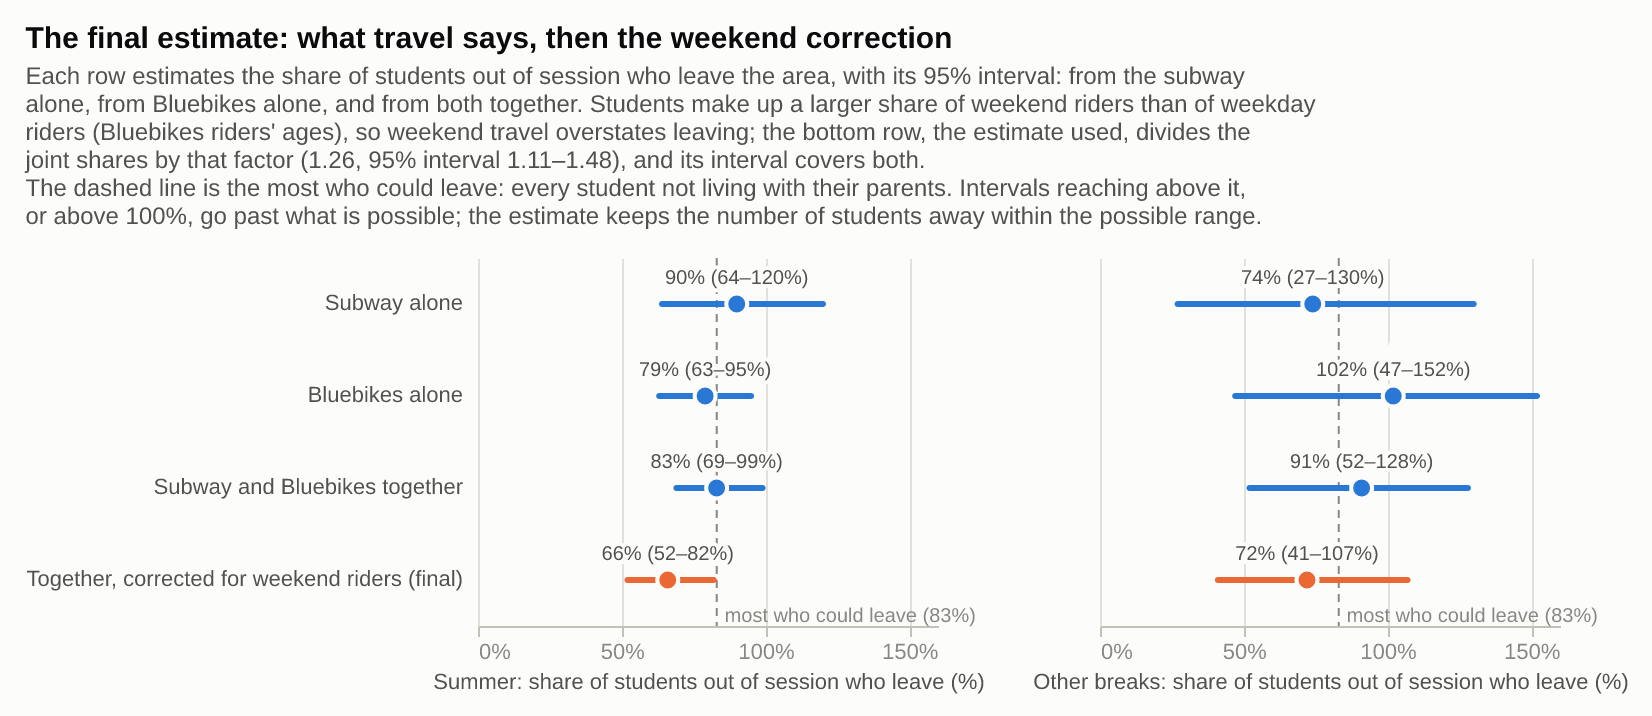 The final estimate: what travel says, then the weekend correction
Each row estimates the share of students out of session who leave the area, with its 95% interval: from the subway
alone, from Bluebikes alone, and from both together. Students make up a larger share of weekend riders than of weekday
riders (Bluebikes riders' ages), so weekend travel overstates leaving; the bottom row, the estimate used, divides the
joint shares by that factor (1.26, 95% interval 1.11–1.48), and its interval covers both.
The dashed line is the most who could leave: every student not living with their parents. Intervals reaching above it,
or above 100%, go past what is possible; the estimate keeps the number of students away within the possible range.
90% (64–120%)
74% (27–130%)
Subway alone
79% (63–95%)
102% (47–152%)
Bluebikes alone
83% (69–99%)
91% (52–128%)
Subway and Bluebikes together
66% (52–82%)
72% (41–107%)
Together, corrected for weekend riders (final)
most who could leave (83%)
most who could leave (83%)
0% 50% 100% 150%
0% 50% 100% 150%
Summer: share of students out of session who leave (%)
Other breaks: share of students out of session who leave (%)